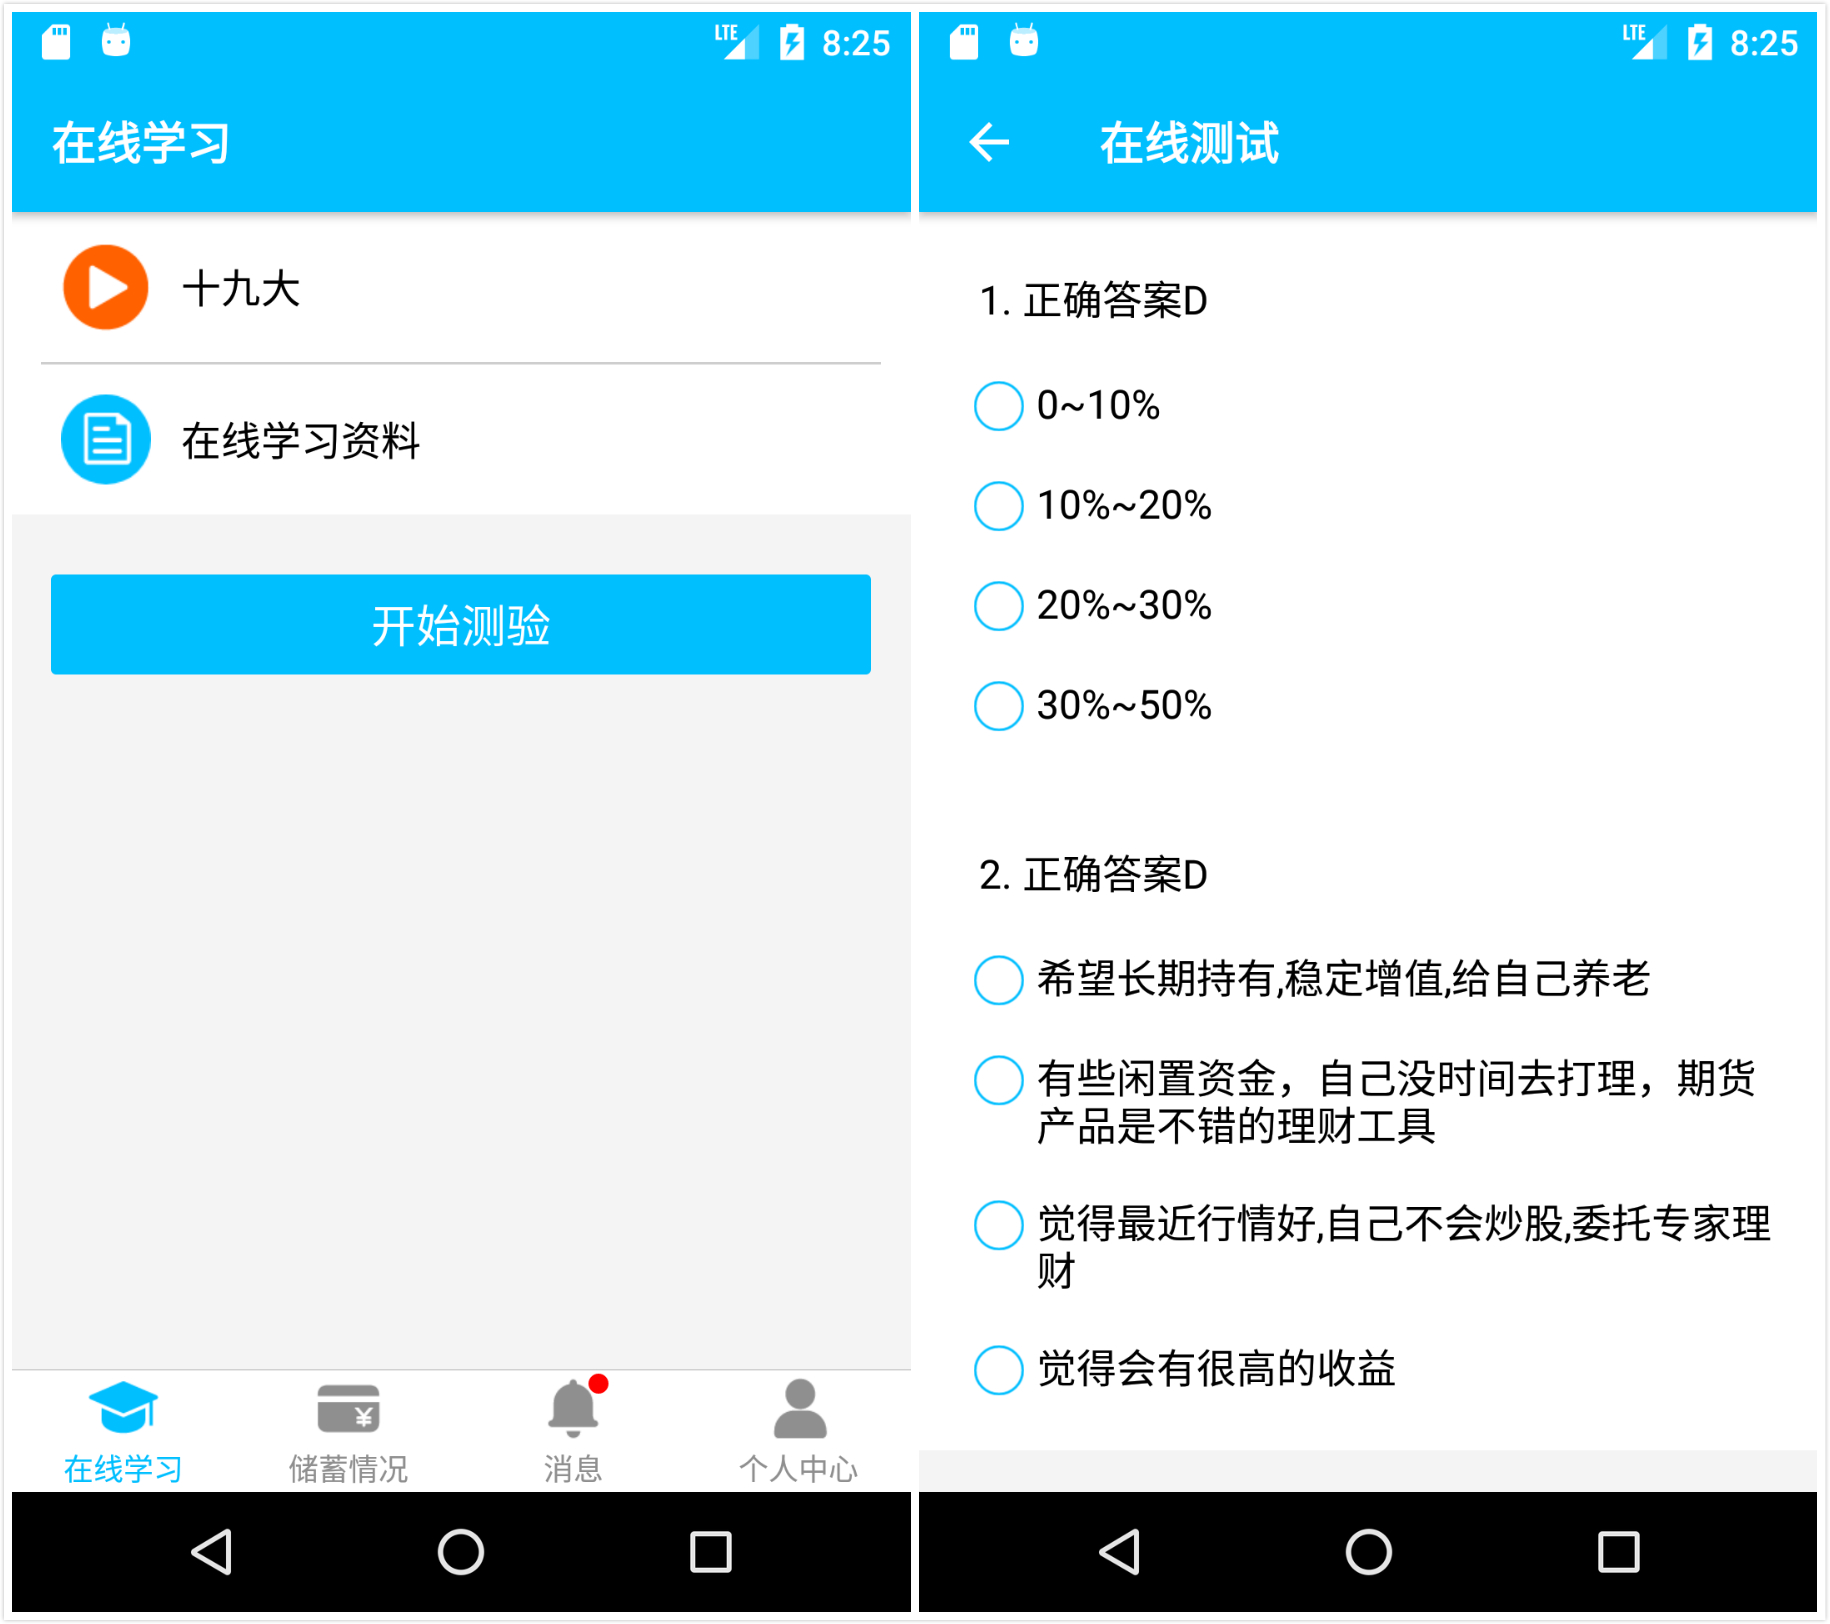 LTE 8:25
在线学习
十九大
在线学习资料
开始测验
¥
在线学习 储蓄情况 消息 个人中心
LTE 8:25
在线测试
1. 正确答案D
0~10%
10%~20%
20%~30%
30%~50%
2. 正确答案D
希望长期持有,稳定增值,给自己养老
有些闲置资金，自己没时间去打理，期货
产品是不错的理财工具
觉得最近行情好,自己不会炒股,委托专家理
财
觉得会有很高的收益